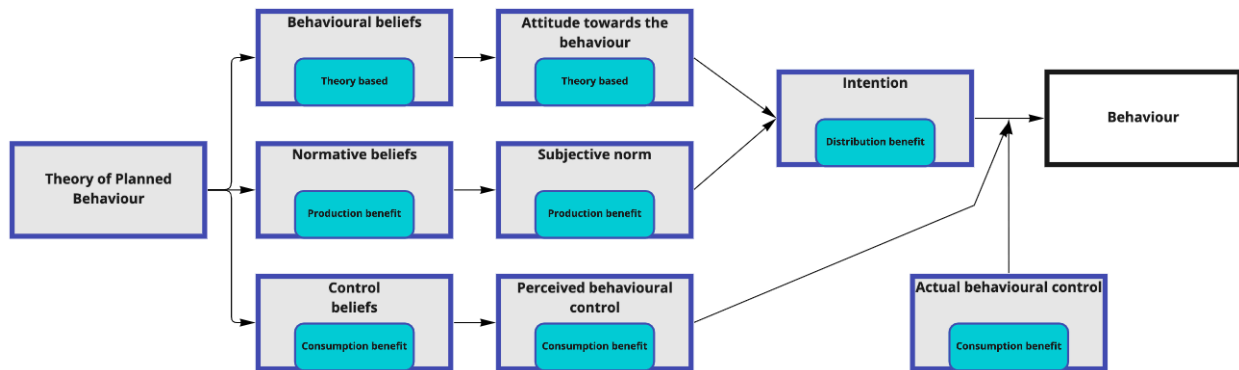 Behavioural beliefs
Theory based
Attitude towards the
behaviour
Theory based
Intention
Distribution benefit
Behaviour
Theory of Planned
Behaviour
Normative beliefs
Production benefit
Subjective norm
Production benefit
Control
beliefs
Consumption benefit
Perceived behavioural
control
Consumption benefit
Actual behavioural control
Consumption benefit